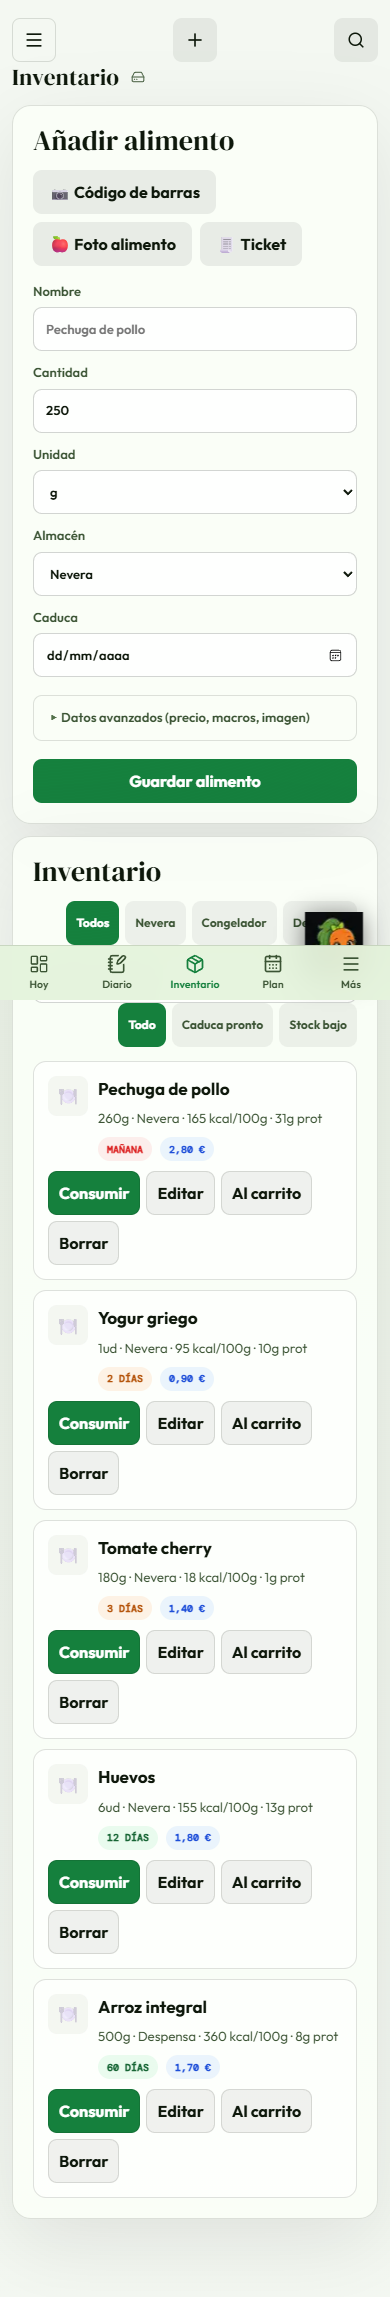 Inventario
Añadir alimento
Código de barras
Foto alimento
Ticket
Nombre
Pechuga de pollo
Cantidad
250
Unidad
g
Almacén
Nevera
Caduca
dd/mm/aaaa
Datos avanzados (precio, macros, imagen)
Guardar alimento
Inventario
Todos Nevera Congelador
Hoy Diario Inventario Plan Más
Todo Caduca pronto Stock bajo
Pechuga de pollo
260g · Nevera · 165 kcal/100g · 31g prot
MAÑANA 2,80 €
Consumir Editar Al carrito
Borrar
Yogur griego
1ud · Nevera · 95 kcal/100g · 10g prot
2 DÍAS 0,90 €
Consumir Editar Al carrito
Borrar
Tomate cherry
180g · Nevera · 18 kcal/100g · 1g prot
3 DÍAS 1,40 €
Consumir Editar Al carrito
Borrar
Huevos
6ud · Nevera · 155 kcal/100g · 13g prot
12 DÍAS 1,80 €
Consumir Editar Al carrito
Borrar
Arroz integral
500g · Despensa · 360 kcal/100g · 8g prot
60 DÍAS 1,70 €
Consumir Editar Al carrito
Borrar